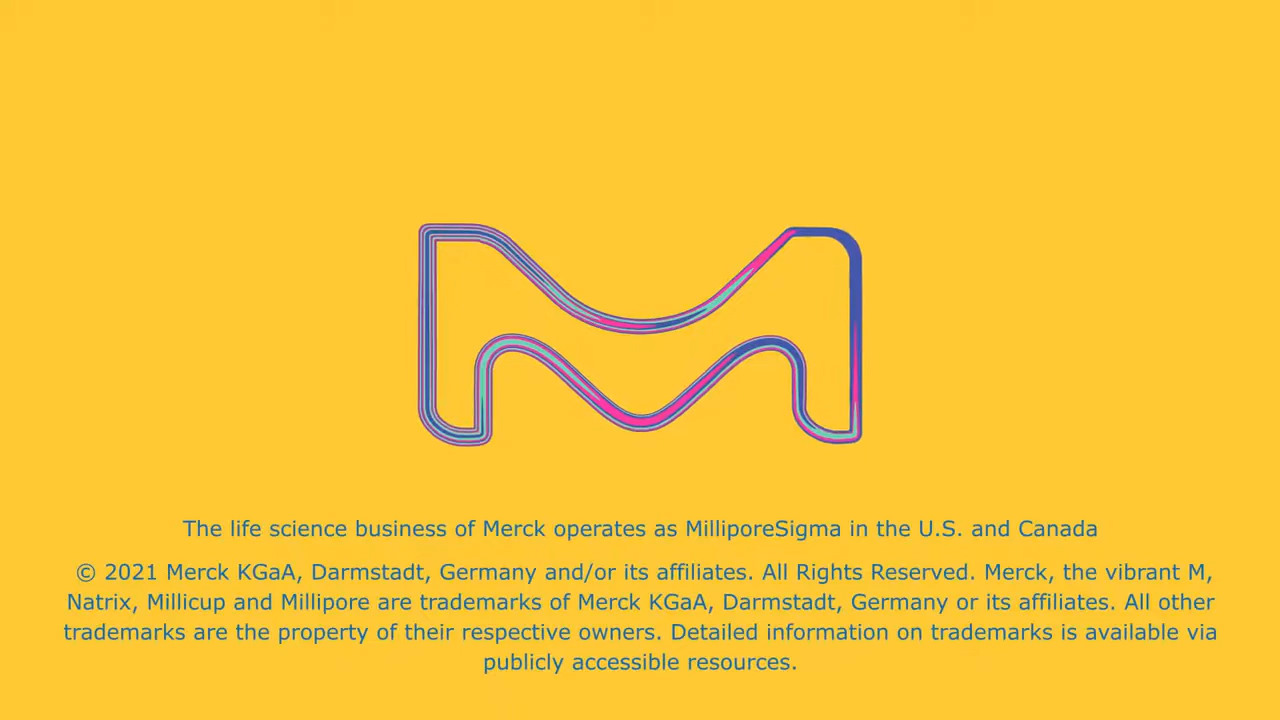 The life science business of Merck operates as MilliporeSigma in the U.S. and Canada
© 2021 Merck KGaA, Darmstadt, Germany and/or its affiliates. All Rights Reserved. Merck, the vibrant M,
Natrix, Millicup and Millipore are trademarks of Merck KGaA, Darmstadt, Germany or its affiliates. All other
trademarks are the property of their respective owners. Detailed information on trademarks is available via
publicly accessible resources.